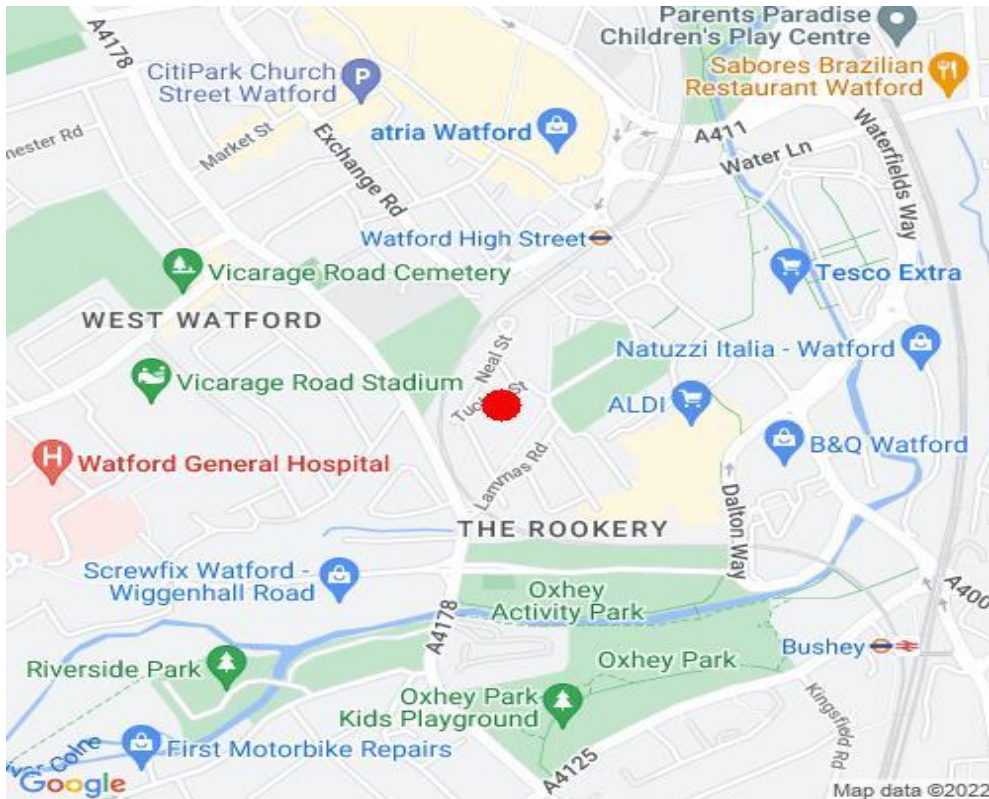 Parents Paradise
Children's Play Centre
A4178
CitiPark Church
Street Watford
P
Sabores Brazilian
Restaurant Watford
atria Watford
A411
Market St
Exchange Rd
Water Ln
Waterfields Way
Watford High Street
Vicarage Road Cemetery
Tesco Extra
WEST WATFORD
Neal St
Natuzzi Italia - Watford
Vicarage Road Stadium
St
ALDI
B&Q Watford
H
Watford General Hospital
Lammas Rd
Dalton Way
THE ROOKERY
Screwfix Watford -
Wiggenhall Road
Oxhey
Activity Park
A400
A4178
Bushey
Riverside Park
Oxhey Park
Oxhey Park
Kids Playground
Kingsfield Rd
First Motorbike Repairs
Colne
A4125
Google
Map data ©2022